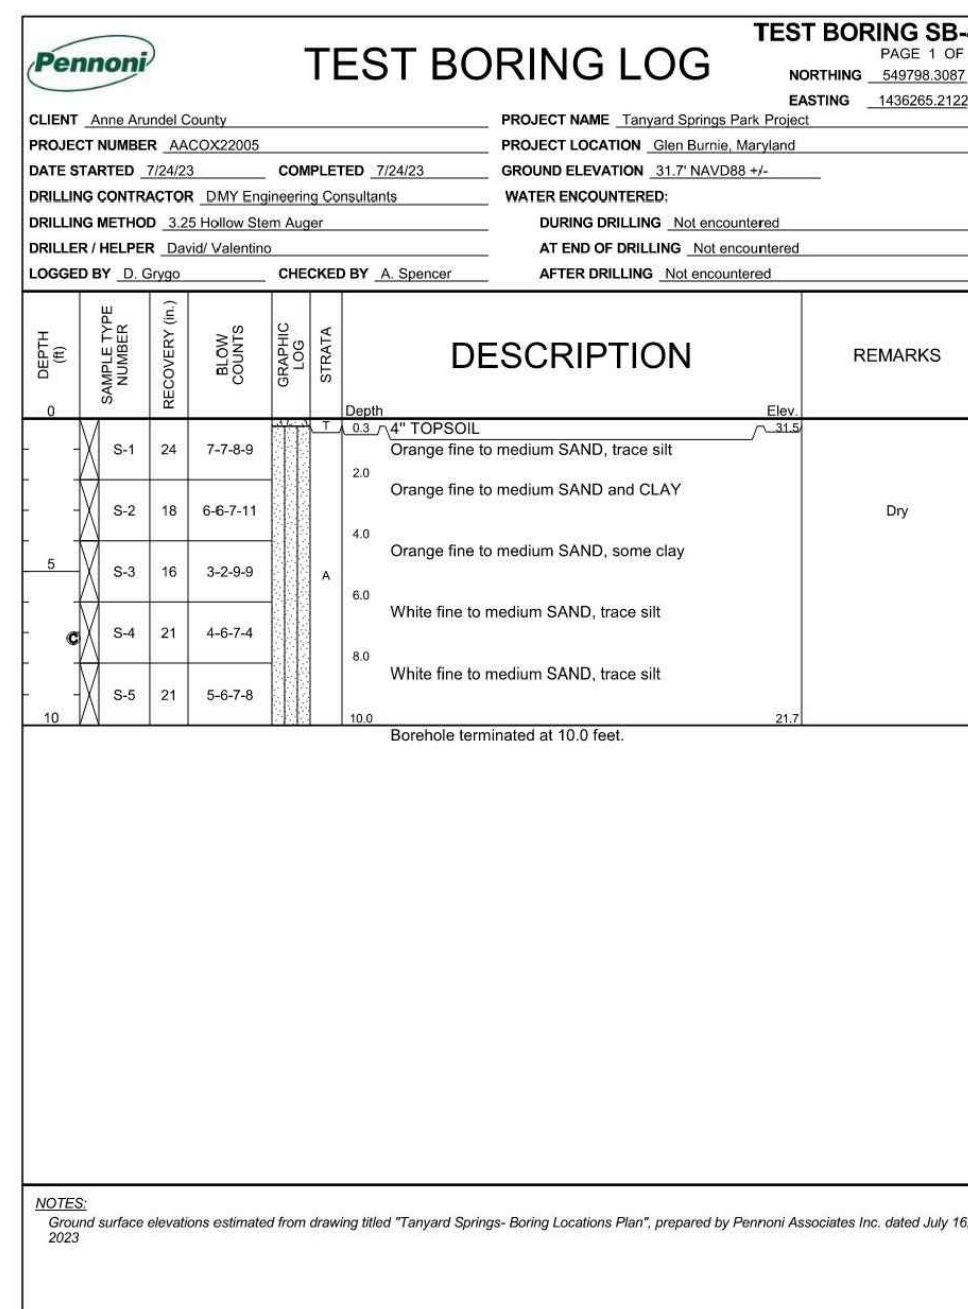 Pennoni
TEST BORING LOG
TEST BORING SB-
PAGE 1 OF
NORTHING 549798.3087
EASTING 1436265.2122
CLIENT Anne Arundel County
PROJECT NAME Tanyard Springs Park Project
PROJECT NUMBER AACOX22005
PROJECT LOCATION Glen Burnie, Maryland
DATE STARTED 7/24/23 COMPLETED 7/24/23
GROUND ELEVATION 31.7' NAVD88 +/-
DRILLING CONTRACTOR DMY Engineering Consultants
WATER ENCOUNTERED:
DRILLING METHOD 3.25 Hollow Stem Auger
DURING DRILLING Not encountered
DRILLER / HELPER David/ Valentino
AT END OF DRILLING Not encountered
LOGGED BY D. Grygo CHECKED BY A. Spencer
AFTER DRILLING Not encountered
DEPTH (ft)
SAMPLE TYPE NUMBER
RECOVERY (in.)
BLOW COUNTS
GRAPHIC LOG
STRATA
DESCRIPTION
REMARKS
0
Depth
Elev.
T 0.3 4" TOPSOIL 31.5
S-1 24 7-7-8-9 Orange fine to medium SAND, trace silt
2.0
Orange fine to medium SAND and CLAY
S-2 18 6-6-7-11 Dry
4.0
Orange fine to medium SAND, some clay
5
S-3 16 3-2-9-9 A
6.0
White fine to medium SAND, trace silt
C S-4 21 4-6-7-4
8.0
White fine to medium SAND, trace silt
S-5 21 5-6-7-8
10 10.0 21.7
Borehole terminated at 10.0 feet.
NOTES:
Ground surface elevations estimated from drawing titled "Tanyard Springs- Boring Locations Plan", prepared by Pennoni Associates Inc. dated July 16,
2023